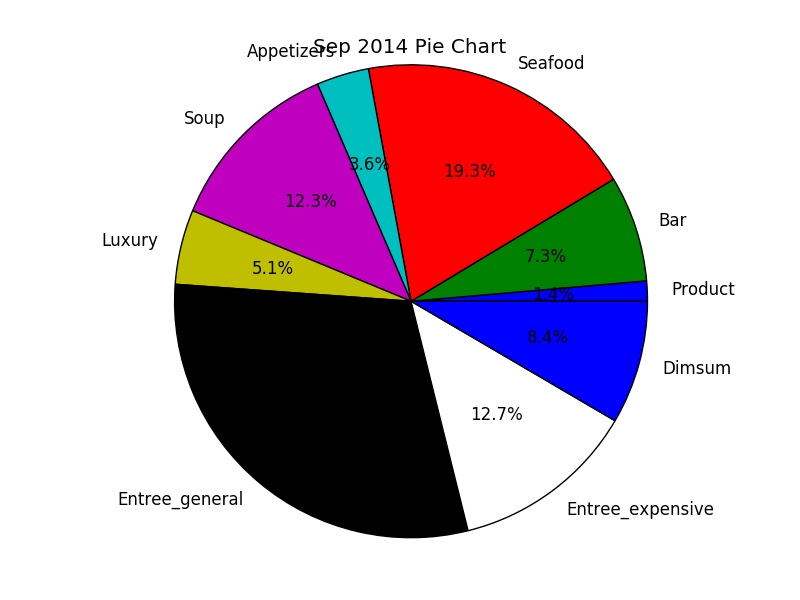 Sep 2014 Pie Chart
Appetizers
Seafood
Soup
3.6%
19.3%
12.3%
Bar
Luxury
7.3%
5.1%
Product
1.4%
8.4%
Dimsum
12.7%
Entree_general
Entree_expensive